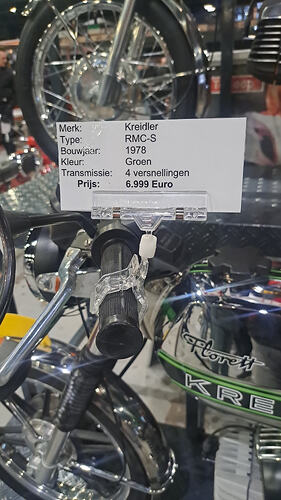 Merk: Kreidler
Type: RMC-S
Bouwjaar: 1978
Kleur: Groen
Transmissie: 4 versnellingen
Prijs: 6.999 Euro
Florett
KRE